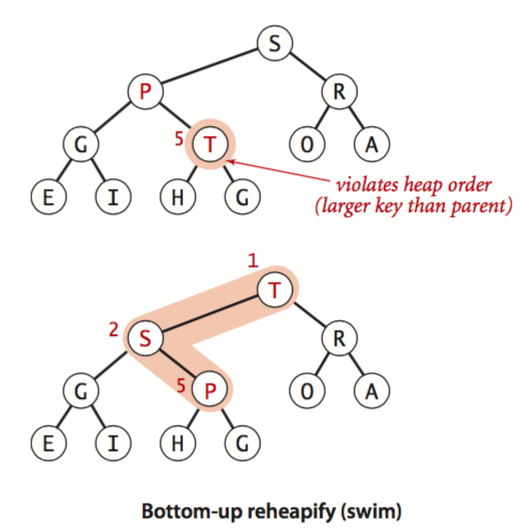 S
P R
G 5 T O A
E I H G
violates heap order
(larger key than parent)
1
T
2 S R
G 5 P O A
E I H G
Bottom-up reheapify (swim)